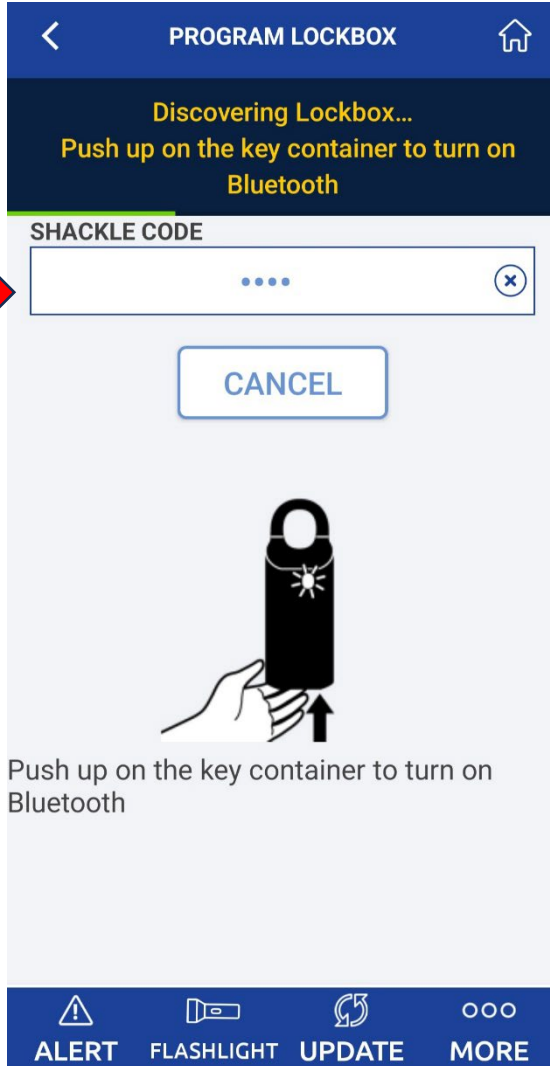 PROGRAM LOCKBOX
Discovering Lockbox...
Push up on the key container to turn on
Bluetooth
SHACKLE CODE
••••
CANCEL
Push up on the key container to turn on
Bluetooth
ALERT FLASHLIGHT UPDATE MORE